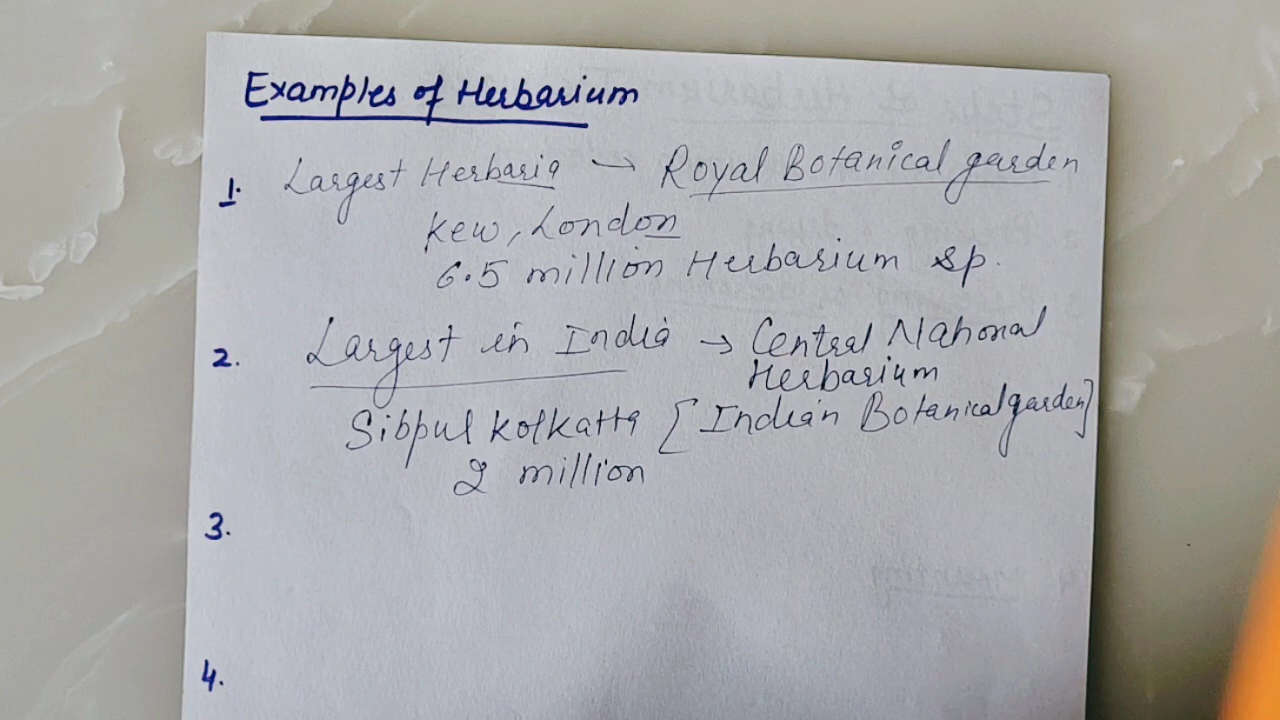 Examples of Herbarium
1. Largest Herbaria → Royal Botanical garden
Kew, London
6.5 million Herbarium sp.
2. Largest in India → Central National
Herbarium
Sibpul Kolkatta [Indian Botanical garden]
2 million
3.
4.